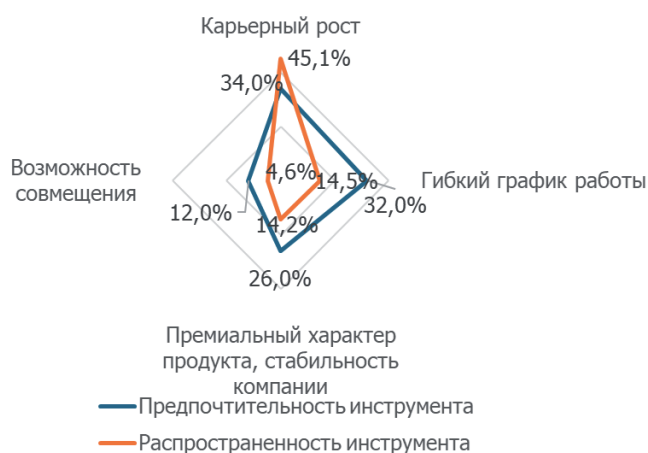 Карьерный рост
45,1%
34,0%
Возможность
совмещения
4,6%
14,5%
Гибкий график работы
32,0%
12,0%
14,2%
26,0%
Премиальный характер
продукта, стабильность
компании
Предпочтительность инструмента
Распространенность инструмента